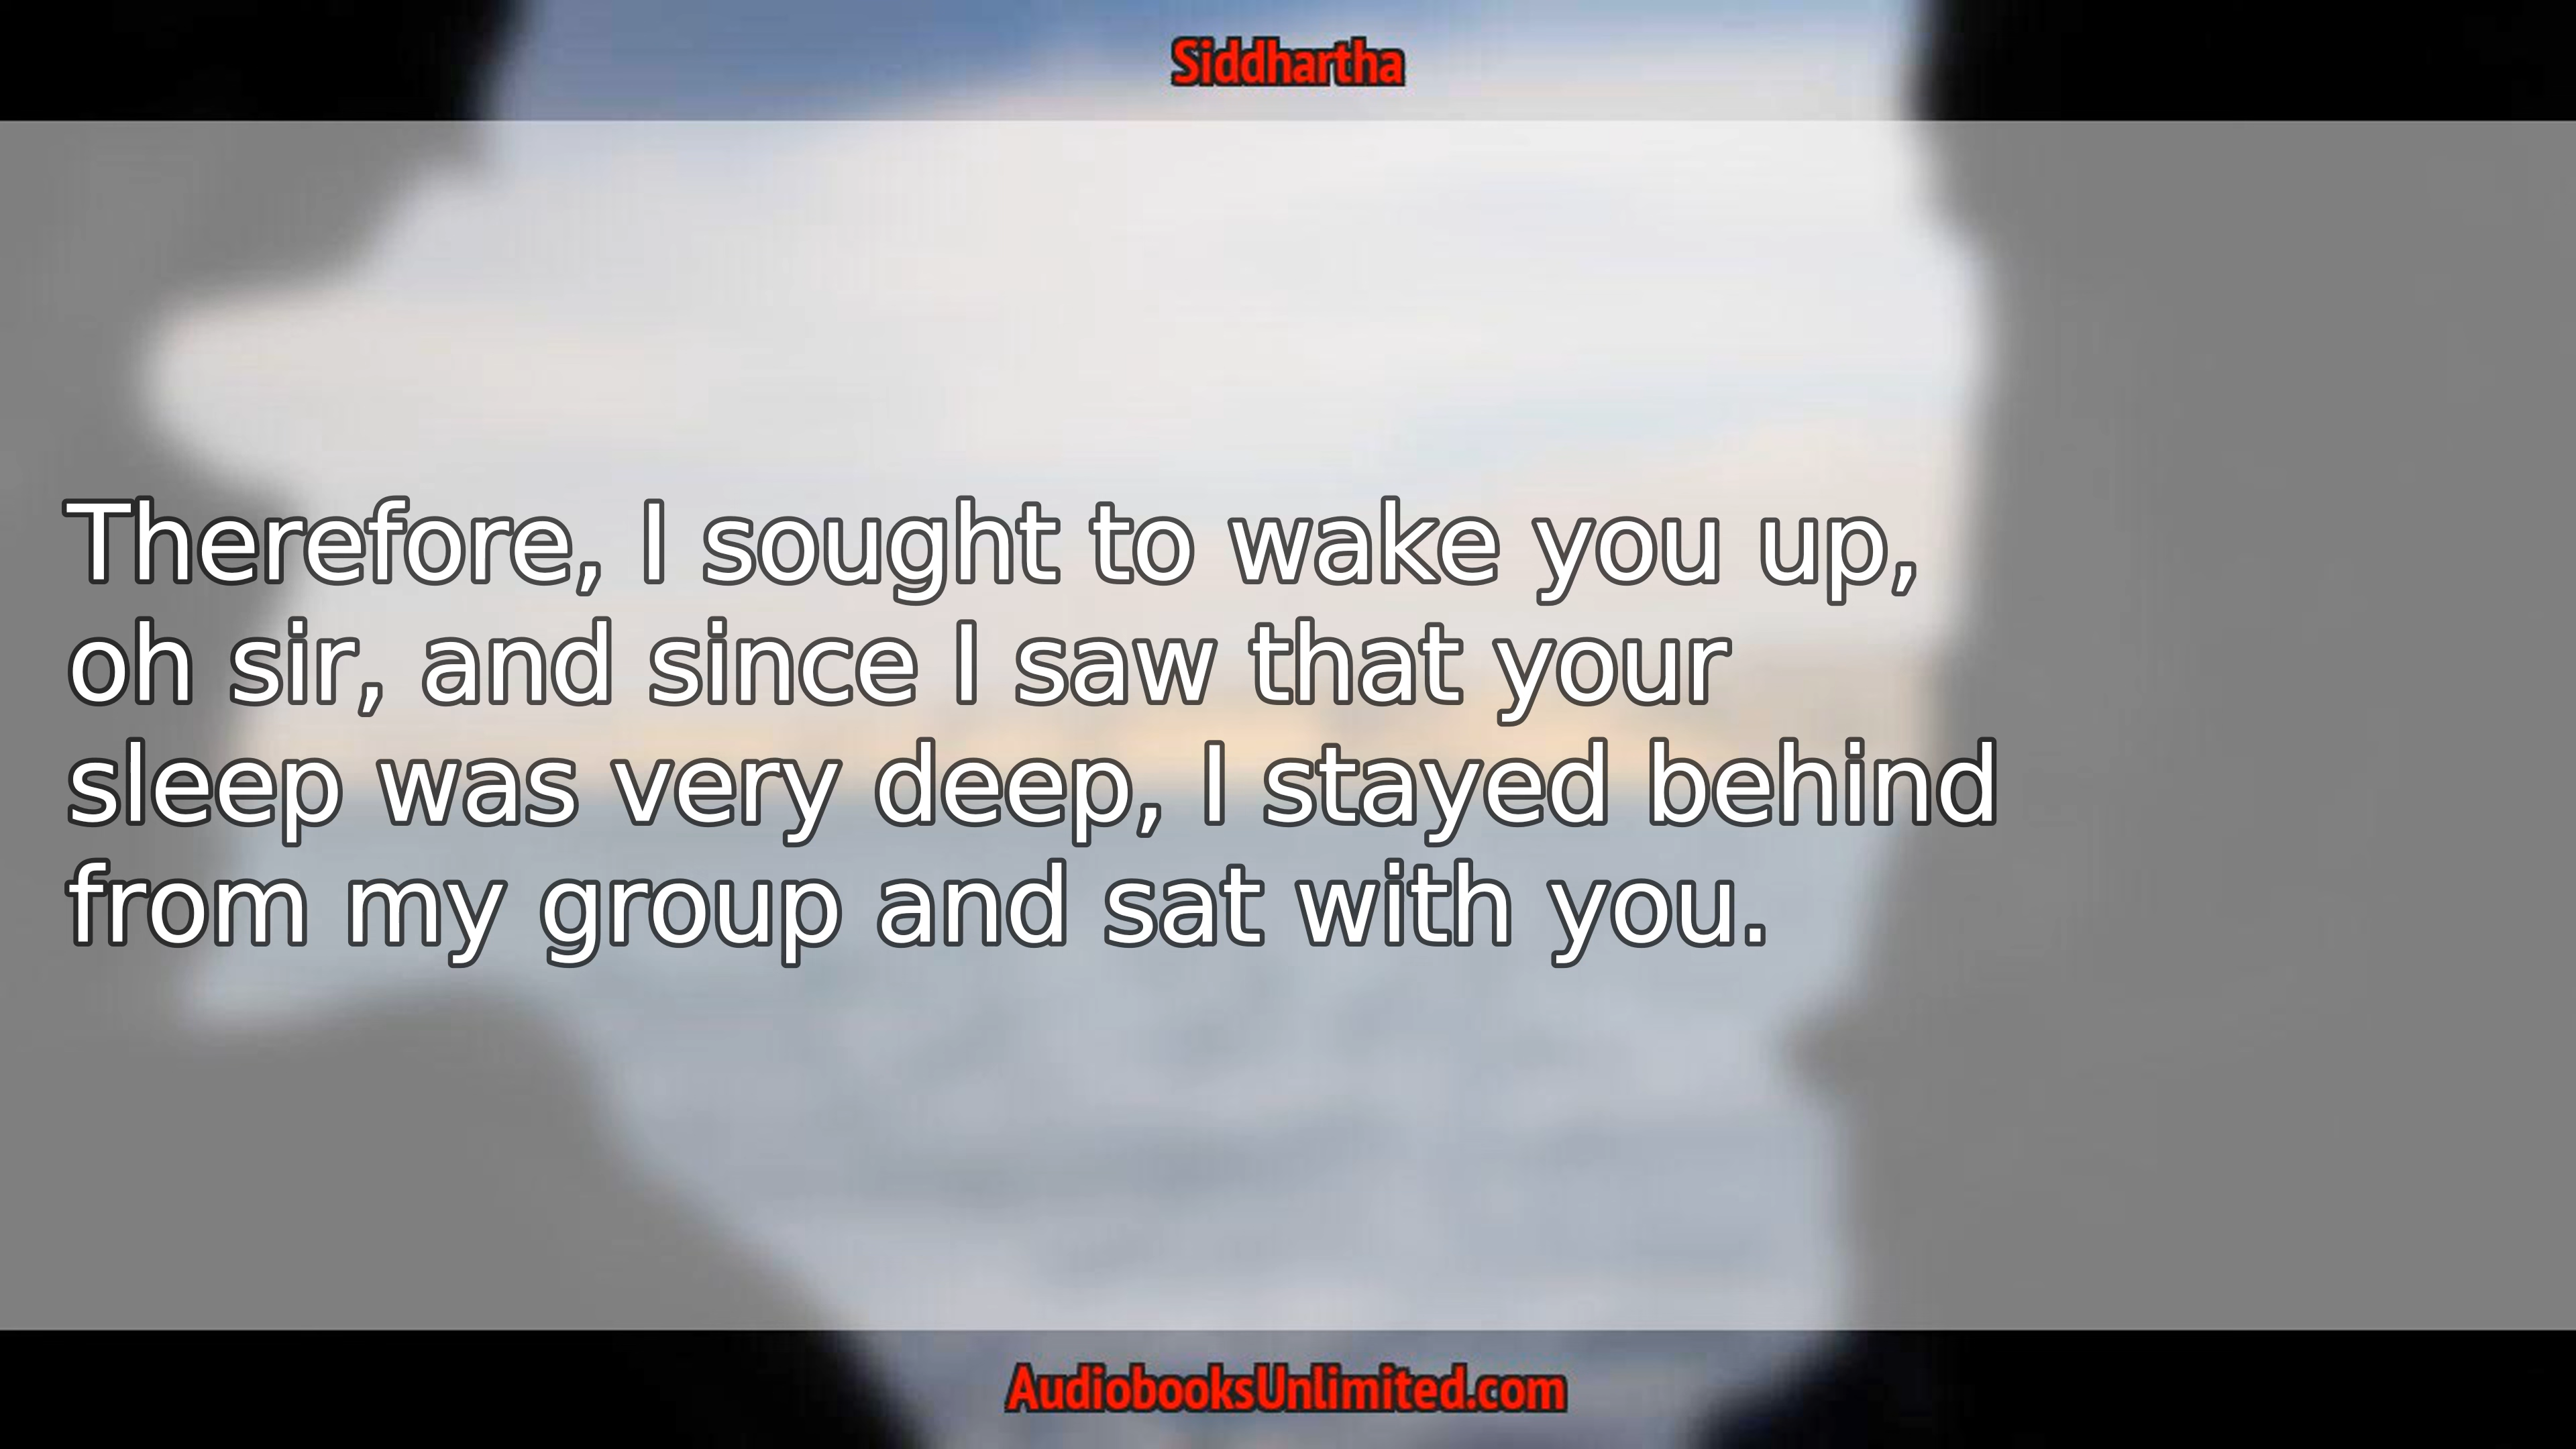 Siddhartha
Therefore, I sought to wake you up,
oh sir, and since I saw that your
sleep was very deep, I stayed behind
from my group and sat with you.
AudiobooksUnlimited.com